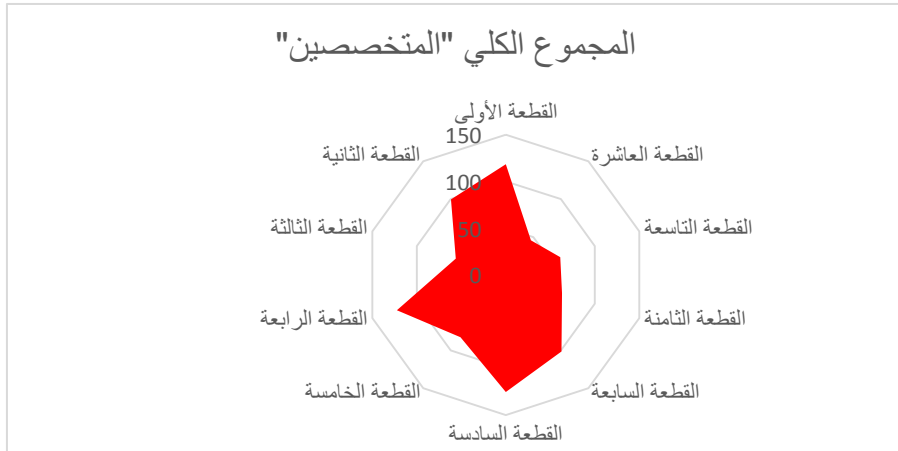 المجموع الكلي "المتخصصين"
القطعة الأولى
القطعة الثانية
القطعة الثالثة
القطعة الرابعة
القطعة الخامسة
القطعة السادسة
القطعة السابعة
القطعة الثامنة
القطعة التاسعة
القطعة العاشرة
150
100
50
0